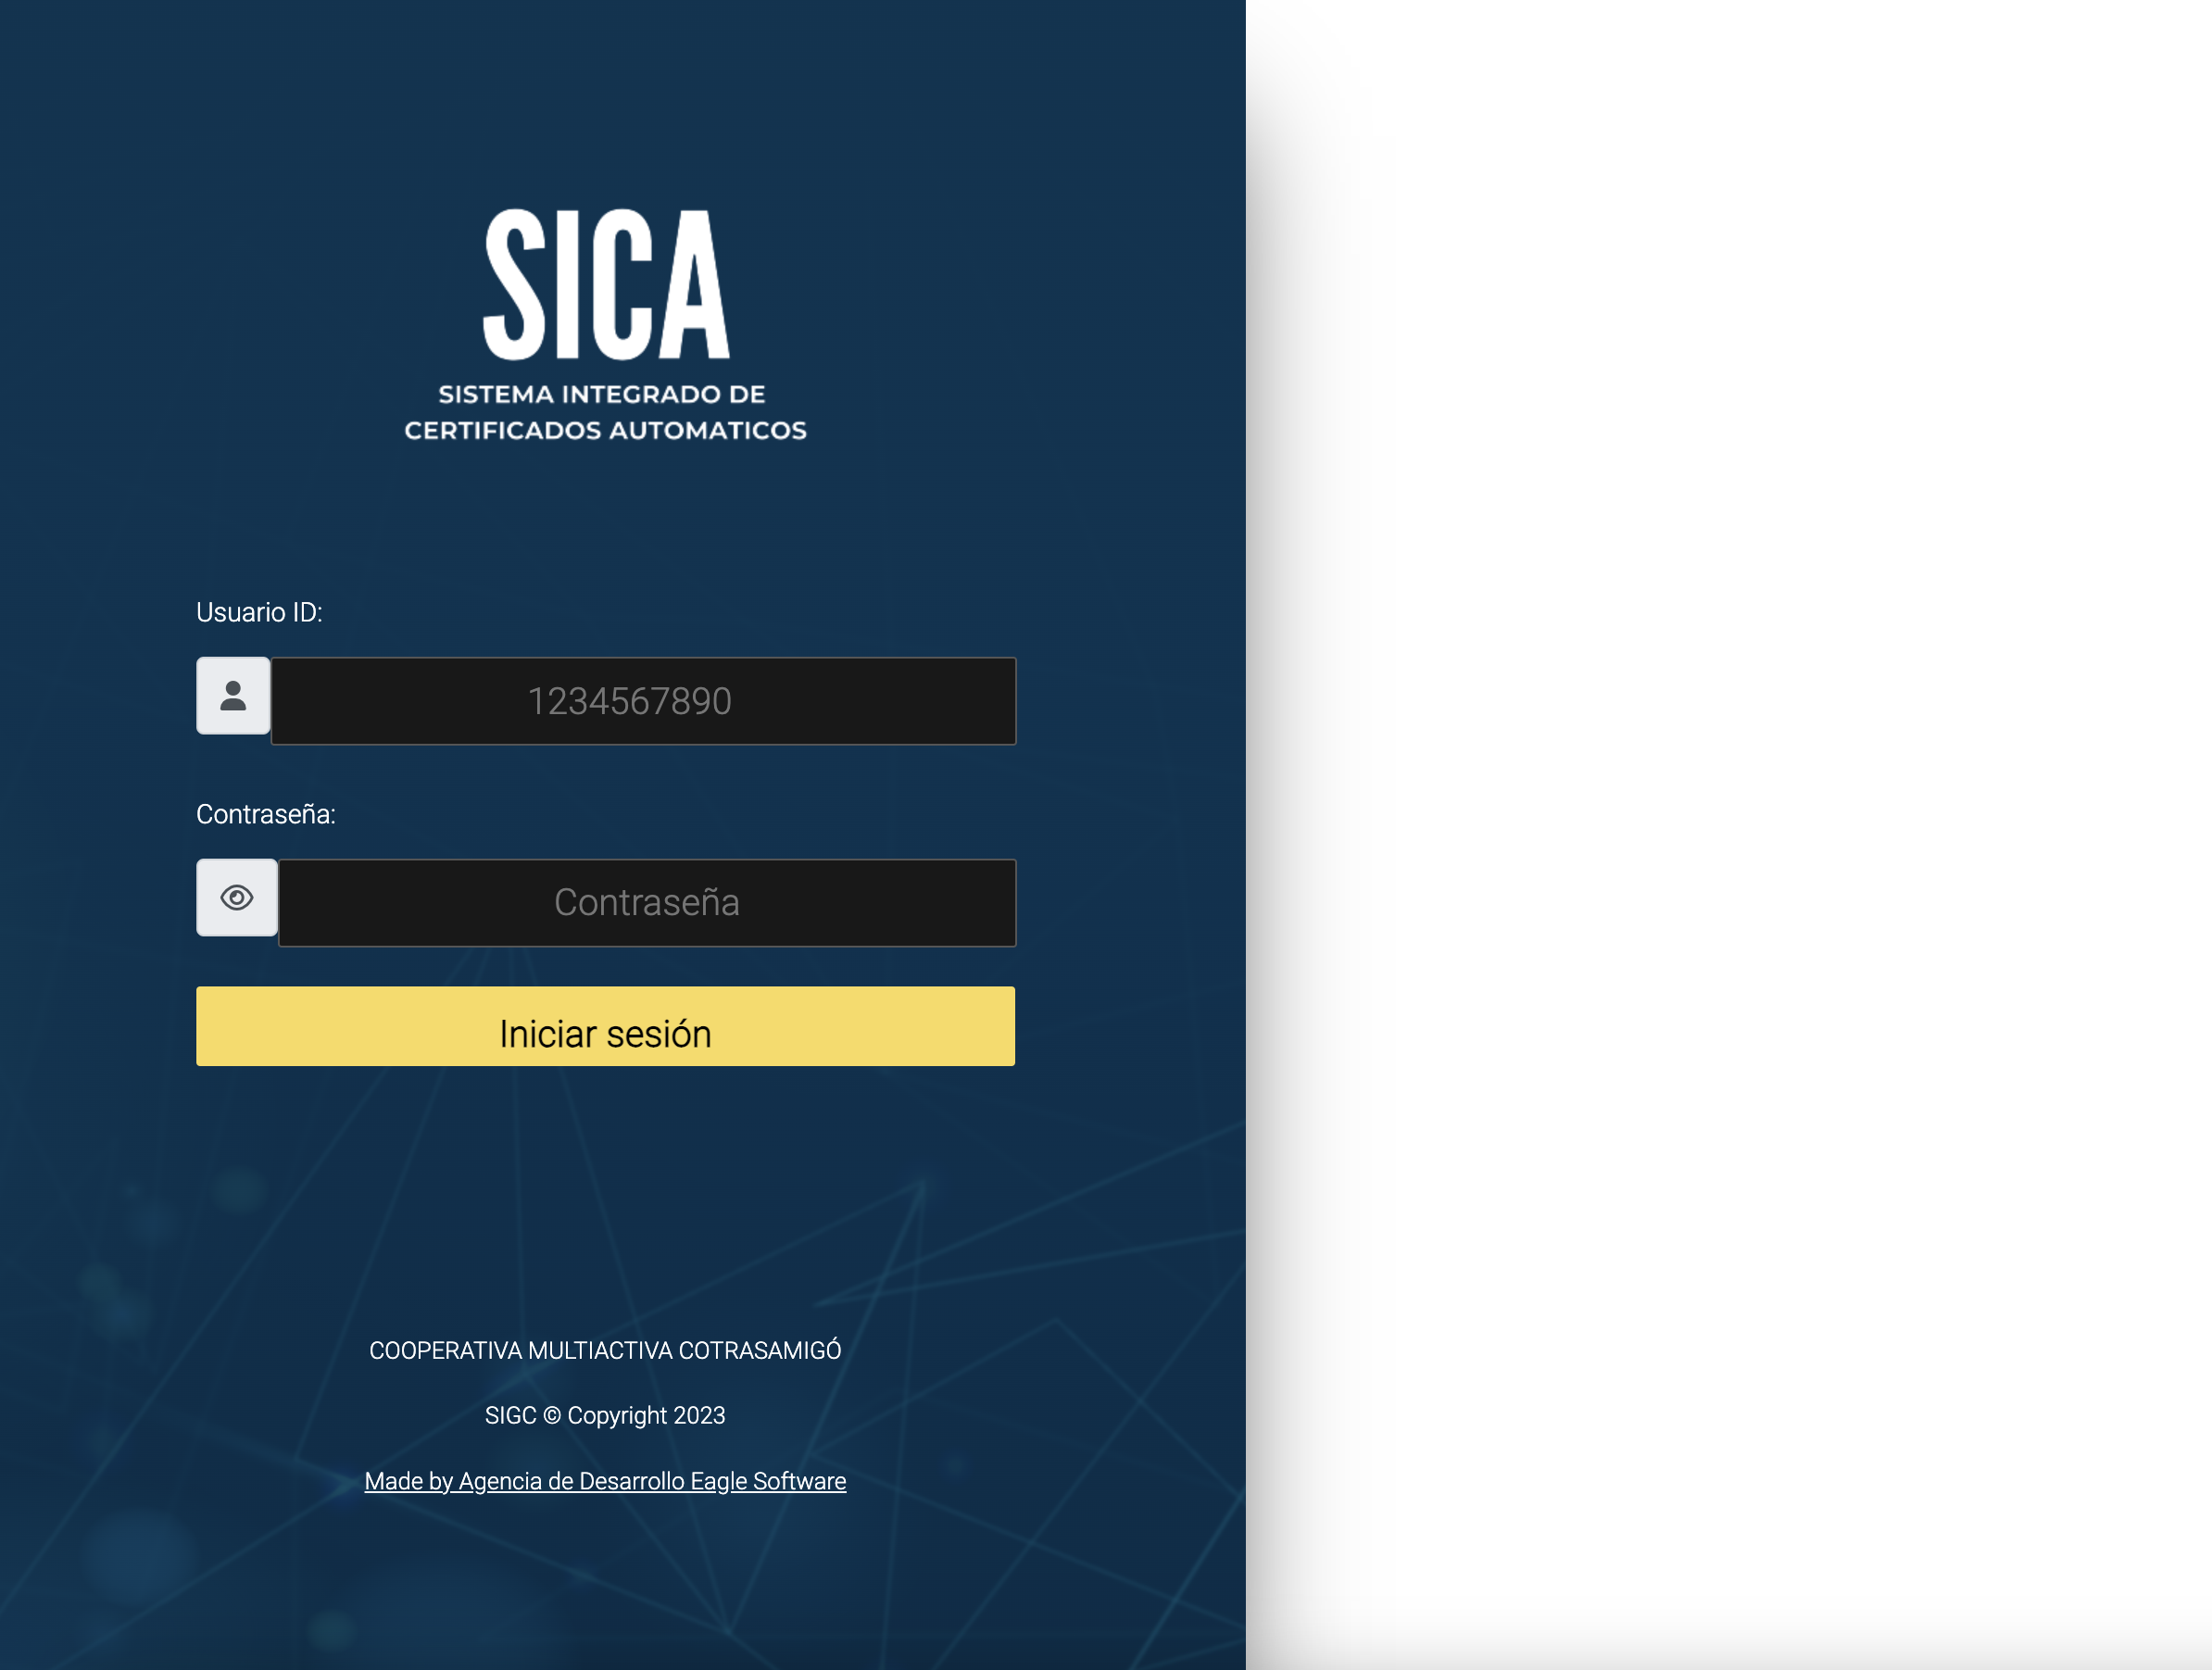 SICA
SISTEMA INTEGRADO DE
CERTIFICADOS AUTOMATICOS
Usuario ID:
1234567890
Contraseña:
Contraseña
Iniciar sesión
COOPERATIVA MULTIACTIVA COTRASAMIGÓ
SIGC © Copyright 2023
Made by Agencia de Desarrollo Eagle Software